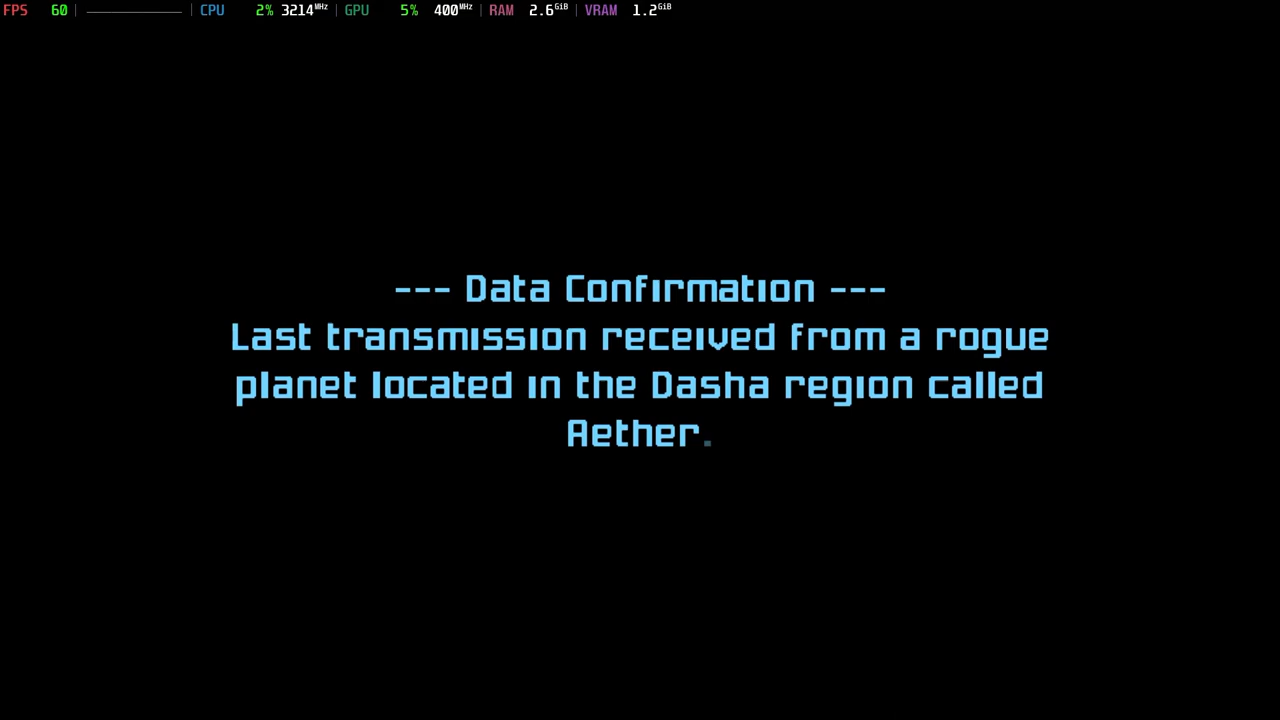 FPS 60 CPU 2% 3214MHz GPU 5% 400MHz RAM 2.6GiB VRAM 1.2GiB
--- Data Confirmation ---
Last transmission received from a rogue
planet located in the Dasha region called
Aether.